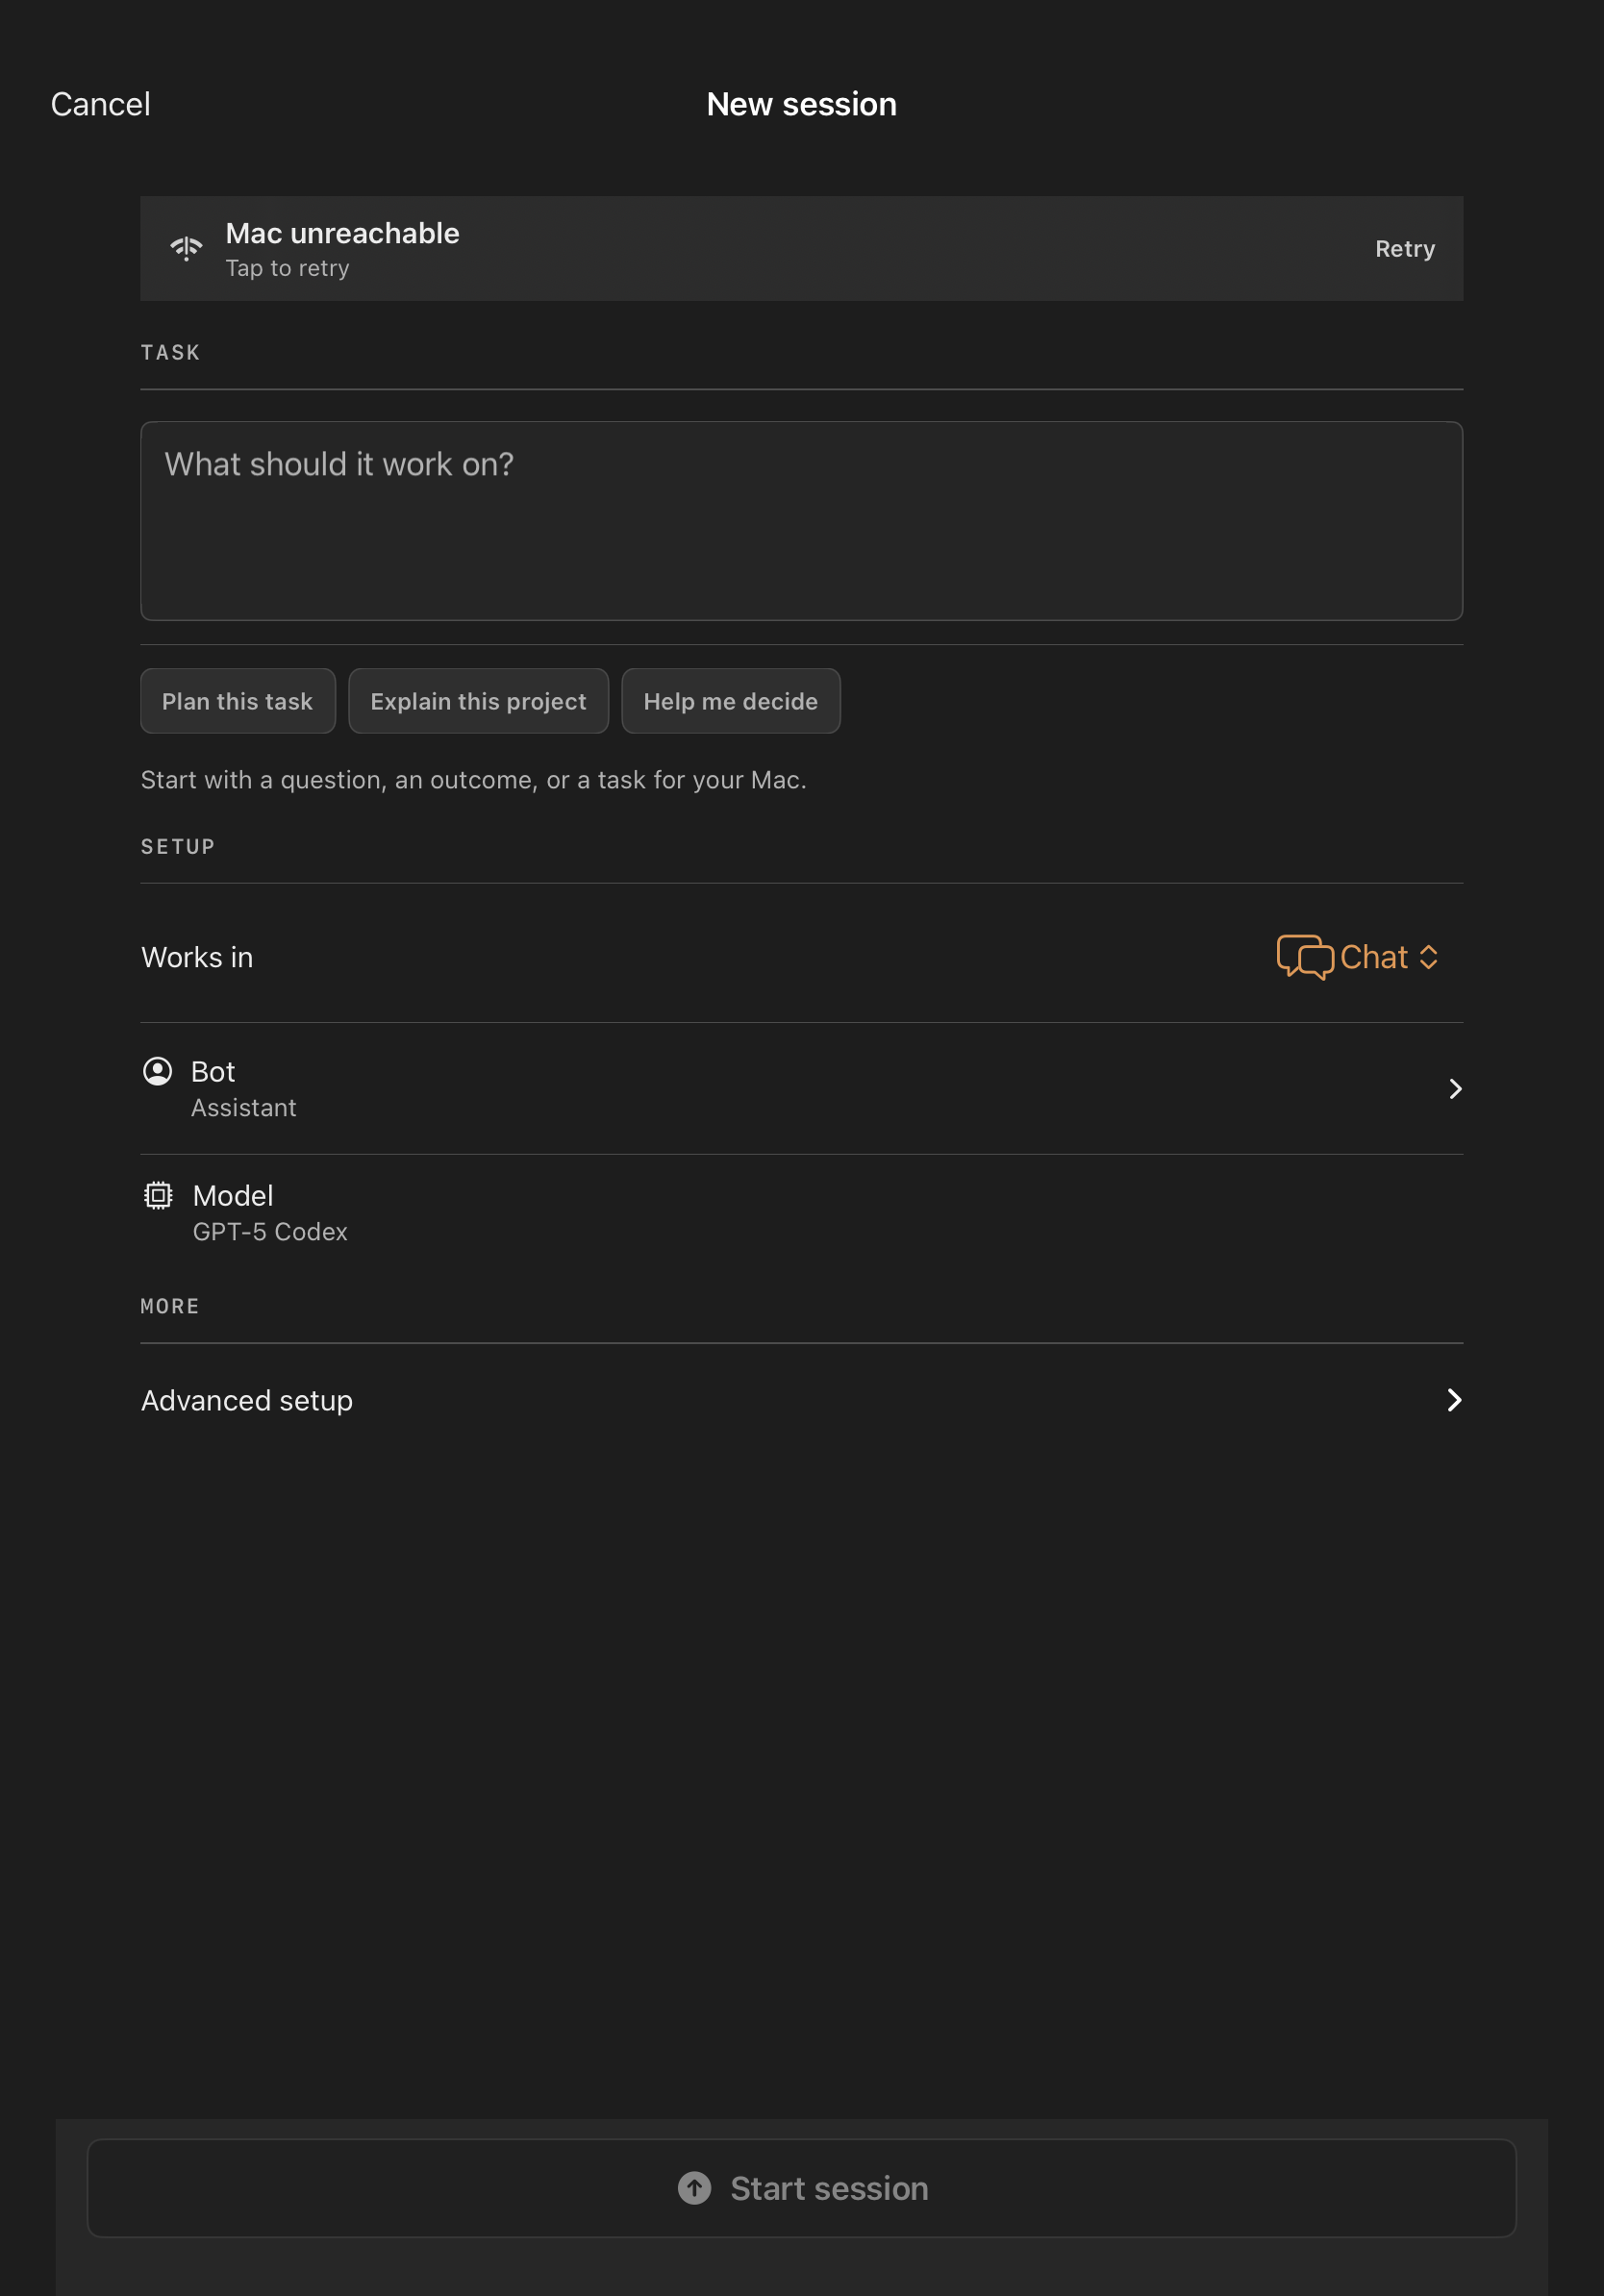 Cancel
New session
Mac unreachable
Tap to retry
Retry
TASK
What should it work on?
Plan this task
Explain this project
Help me decide
Start with a question, an outcome, or a task for your Mac.
SETUP
Works in
Chat
Bot
Assistant
Model
GPT-5 Codex
MORE
Advanced setup
Start session